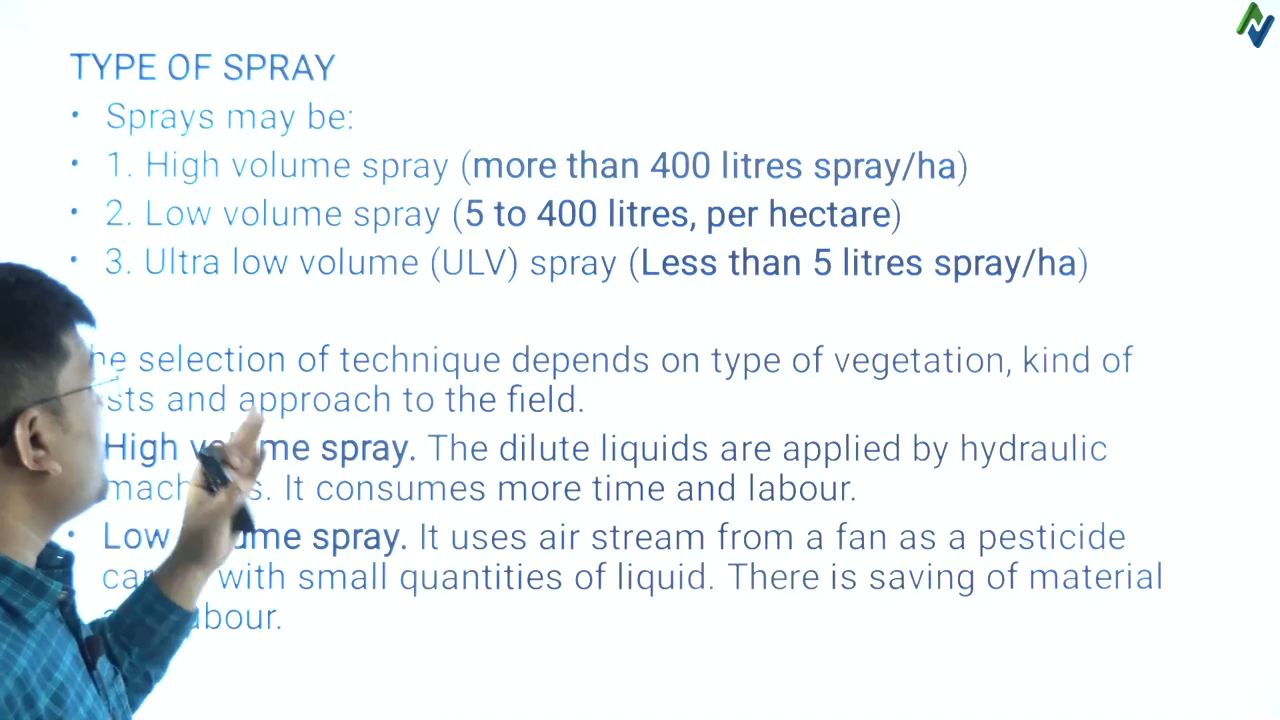 TYPE OF SPRAY
• Sprays may be:
• 1. High volume spray (more than 400 litres spray/ha)
• 2. Low volume spray (5 to 400 litres, per hectare)
• 3. Ultra low volume (ULV) spray (Less than 5 litres spray/ha)
selection of technique depends on type of vegetation, kind of
and approach to the field.
High volume spray. The dilute liquids are applied by hydraulic
It consumes more time and labour.
• Low volume spray. It uses air stream from a fan as a pesticide
with small quantities of liquid. There is saving of material
labour.